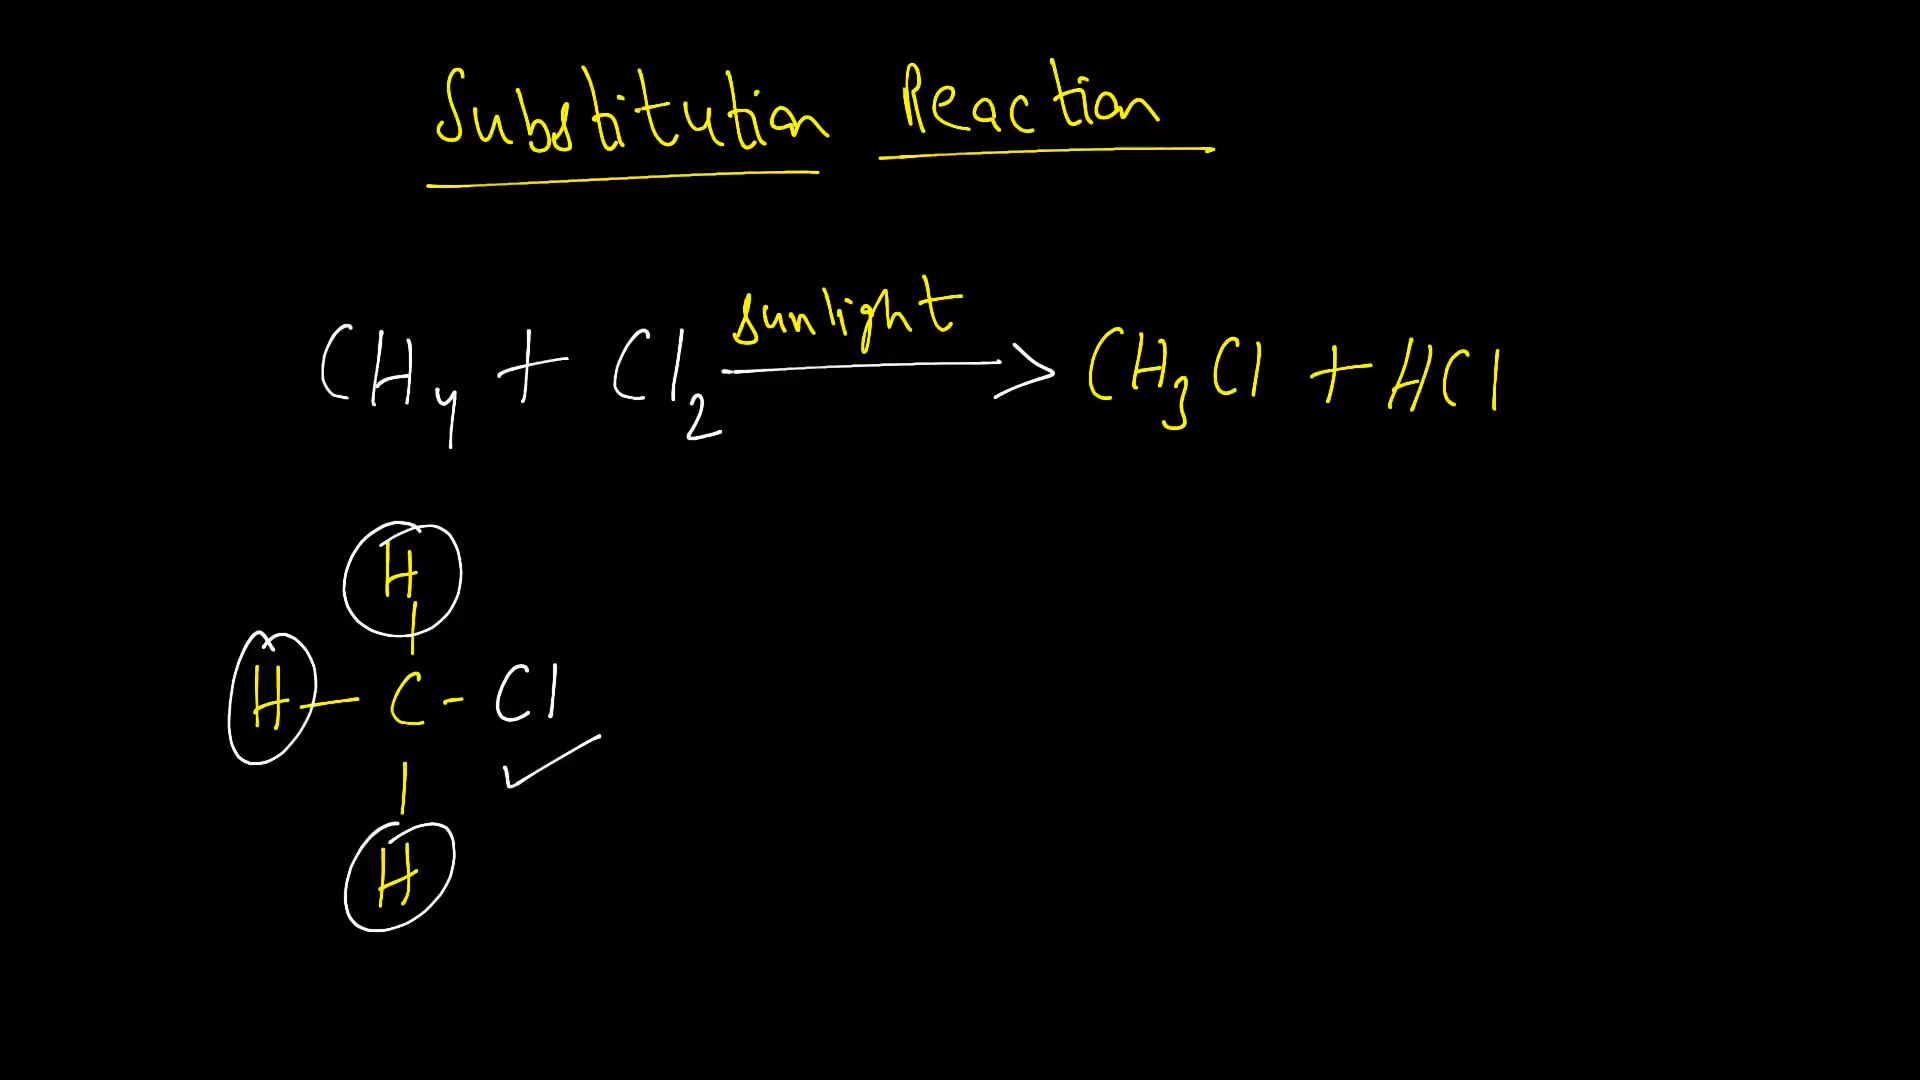 Substitution Reaction
sunlight
CH4 + Cl2 -> CH3Cl + HCl
H
H - C - Cl
H